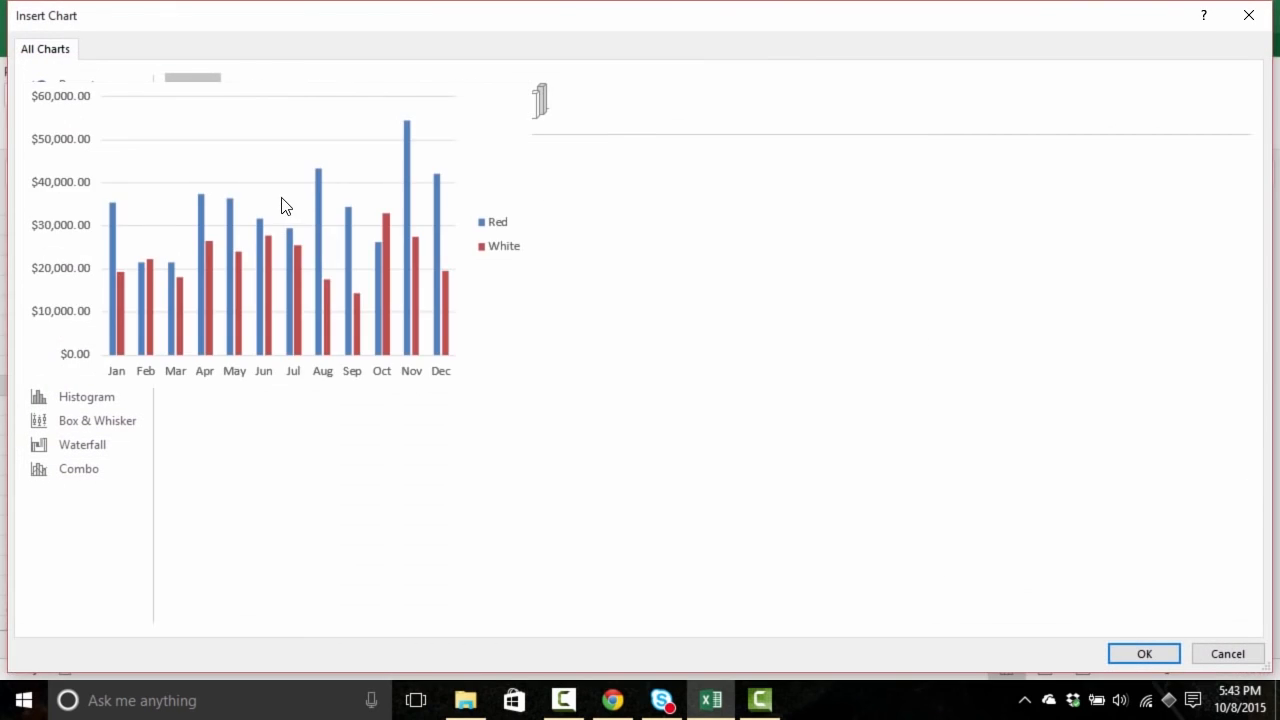 Insert Chart
?
All Charts
$60,000.00
$50,000.00
$40,000.00
$30,000.00
$20,000.00
$10,000.00
$0.00
Jan Feb Mar Apr May Jun Jul Aug Sep Oct Nov Dec
Red
White
Histogram
Box & Whisker
Waterfall
Combo
OK
Cancel
Ask me anything
5:43 PM
10/8/2015